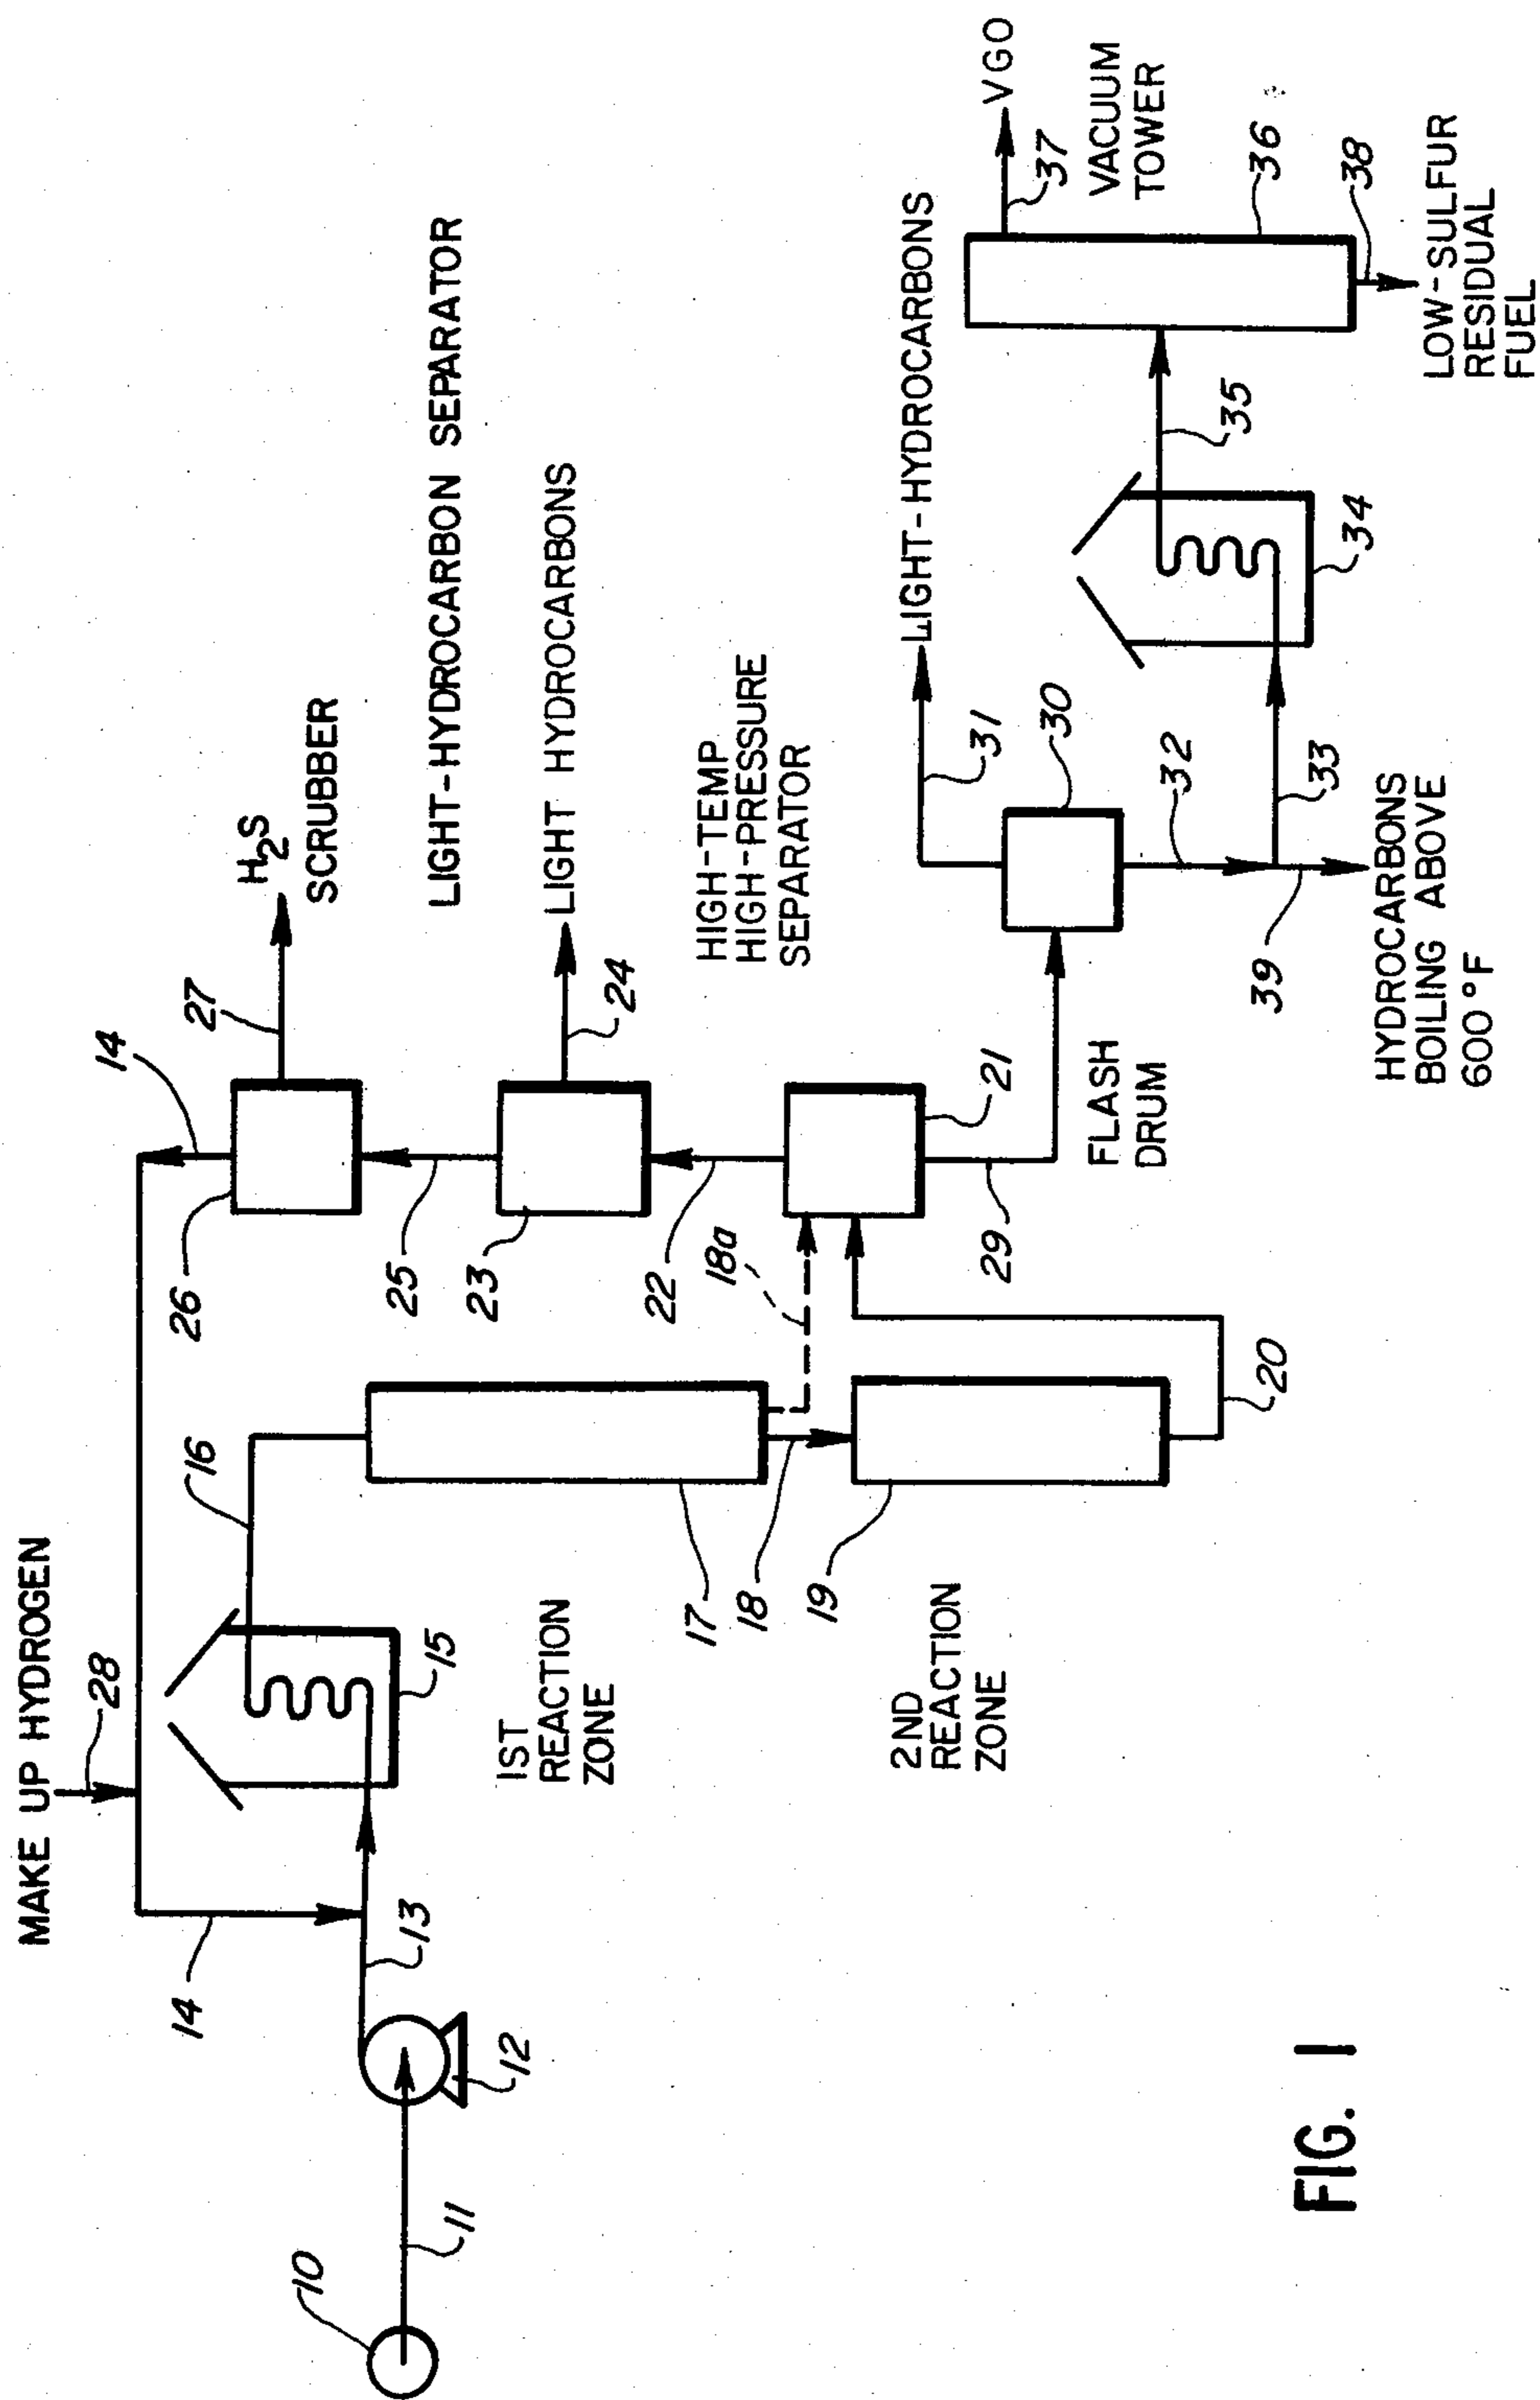 MAKE UP HYDROGEN
28
14
14
27
H2S
SCRUBBER
26
16
15
13
12
11
10
25
LIGHT-HYDROCARBON SEPARATOR
23
24
LIGHT HYDROCARBONS
1ST
REACTION
ZONE
17
18
22
18a
HIGH-TEMP
HIGH-PRESSURE
SEPARATOR
21
19
2ND
REACTION
ZONE
20
29
FLASH
DRUM
31
LIGHT-HYDROCARBONS
30
32
33
39
HYDROCARBONS
BOILING ABOVE
600 °F
34
35
37
VGO
VACUUM
TOWER
36
38
LOW-SULFUR
RESIDUAL
FUEL
FIG. 1